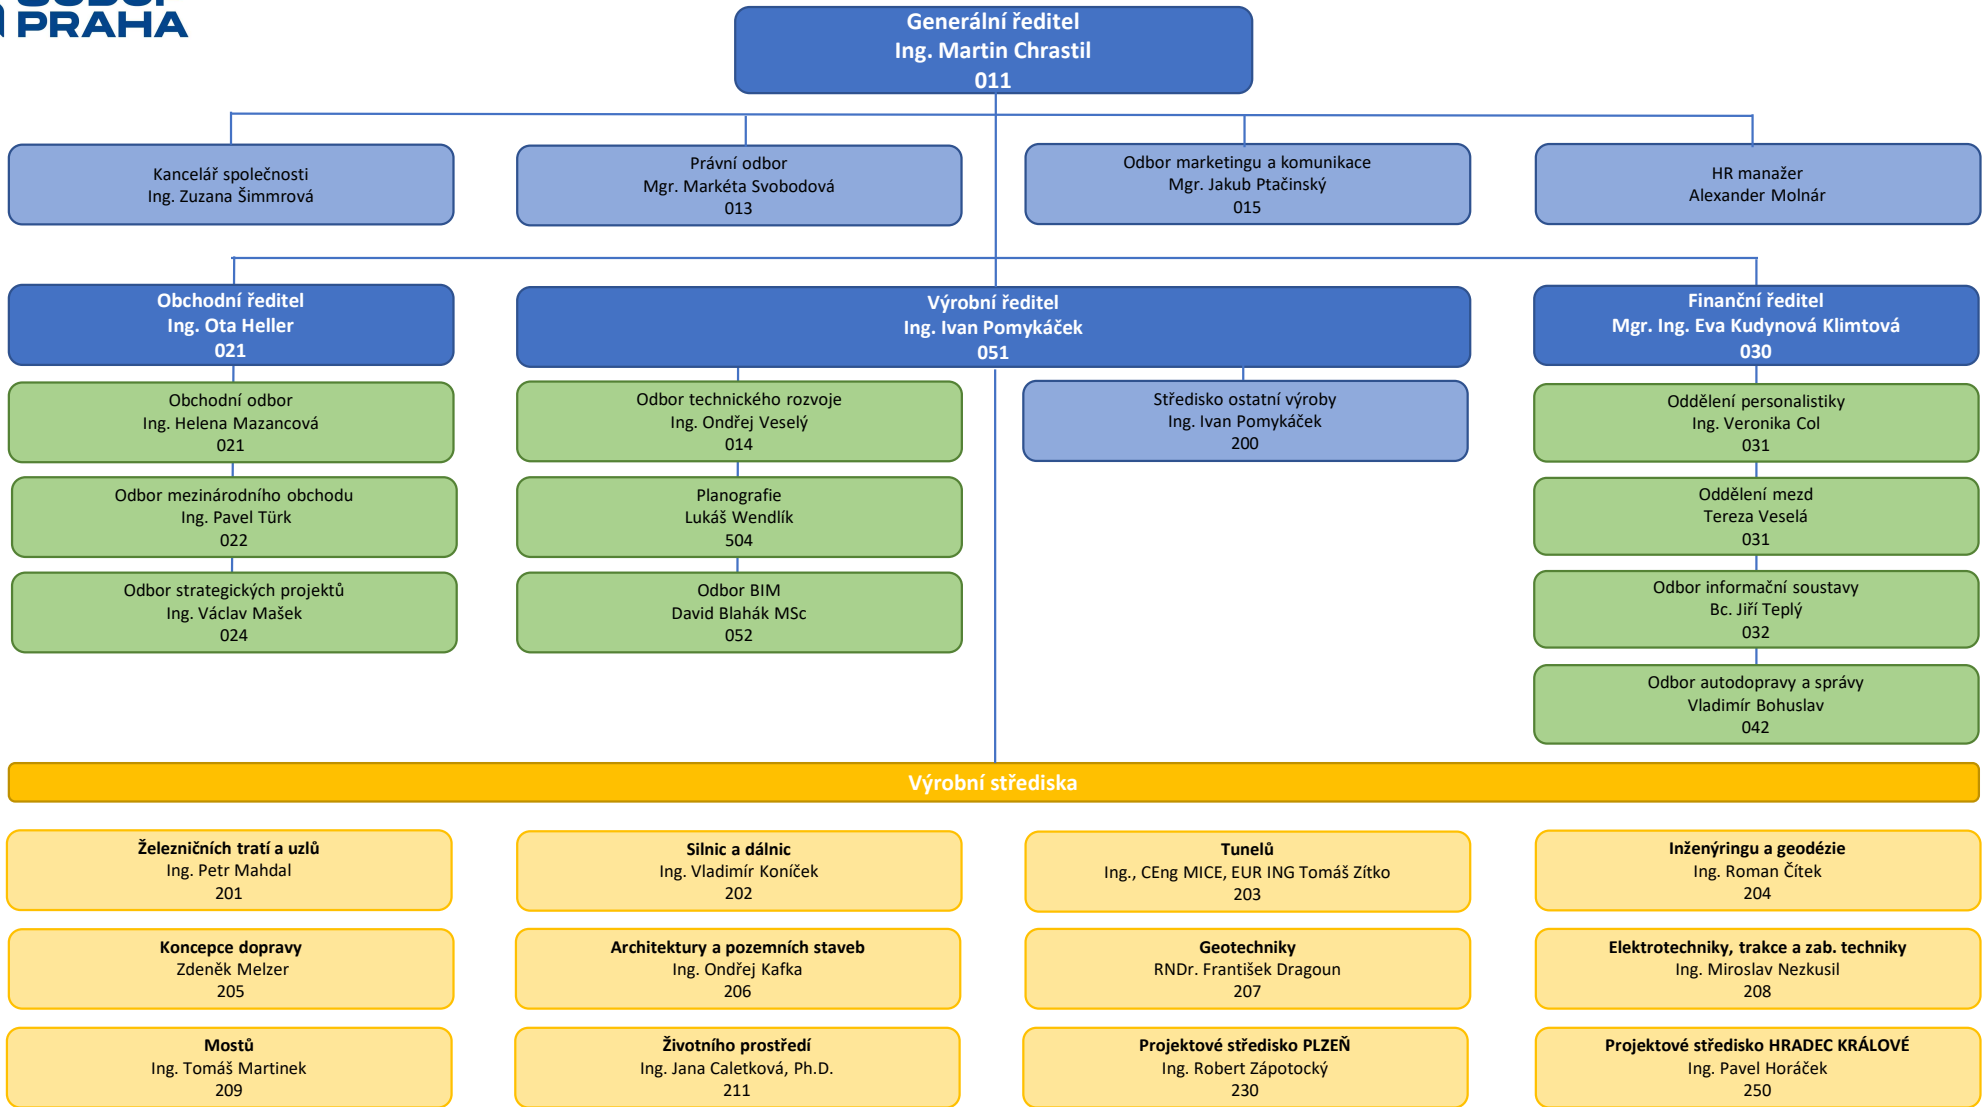 PRAHA
Generální ředitel
Ing. Martin Chrastil
011
Kancelář společnosti
Ing. Zuzana Šimmrová
Právní odbor
Mgr. Markéta Svobodová
013
Odbor marketingu a komunikace
Mgr. Jakub Ptačinský
015
HR manažer
Alexander Molnár
Obchodní ředitel
Ing. Ota Heller
021
Výrobní ředitel
Ing. Ivan Pomykáček
051
Finanční ředitel
Mgr. Ing. Eva Kudynová Klimtová
030
Obchodní odbor
Ing. Helena Mazancová
021
Odbor mezinárodního obchodu
Ing. Pavel Türk
022
Odbor strategických projektů
Ing. Václav Mašek
024
Odbor technického rozvoje
Ing. Ondřej Veselý
014
Planografie
Lukáš Wendlík
504
Odbor BIM
David Blahák MSc
052
Středisko ostatní výroby
Ing. Ivan Pomykáček
200
Oddělení personalistiky
Ing. Veronika Col
031
Oddělení mezd
Tereza Veselá
031
Odbor informační soustavy
Bc. Jiří Teplý
032
Odbor autodopravy a správy
Vladimír Bohuslav
042
Výrobní střediska
Železničních tratí a uzlů
Ing. Petr Mahdal
201
Silnic a dálnic
Ing. Vladimír Koníček
202
Tunelů
Ing., CEng MICE, EUR ING Tomáš Zítko
203
Inženýringu a geodézie
Ing. Roman Čítek
204
Koncepce dopravy
Zdeněk Melzer
205
Architektury a pozemních staveb
Ing. Ondřej Kafka
206
Geotechniky
RNDr. František Dragoun
207
Elektrotechniky, trakce a zab. techniky
Ing. Miroslav Nezkusil
208
Mostů
Ing. Tomáš Martinek
209
Životního prostředí
Ing. Jana Caletková, Ph.D.
211
Projektové středisko PLZEŇ
Ing. Robert Zápotocký
230
Projektové středisko HRADEC KRÁLOVÉ
Ing. Pavel Horáček
250